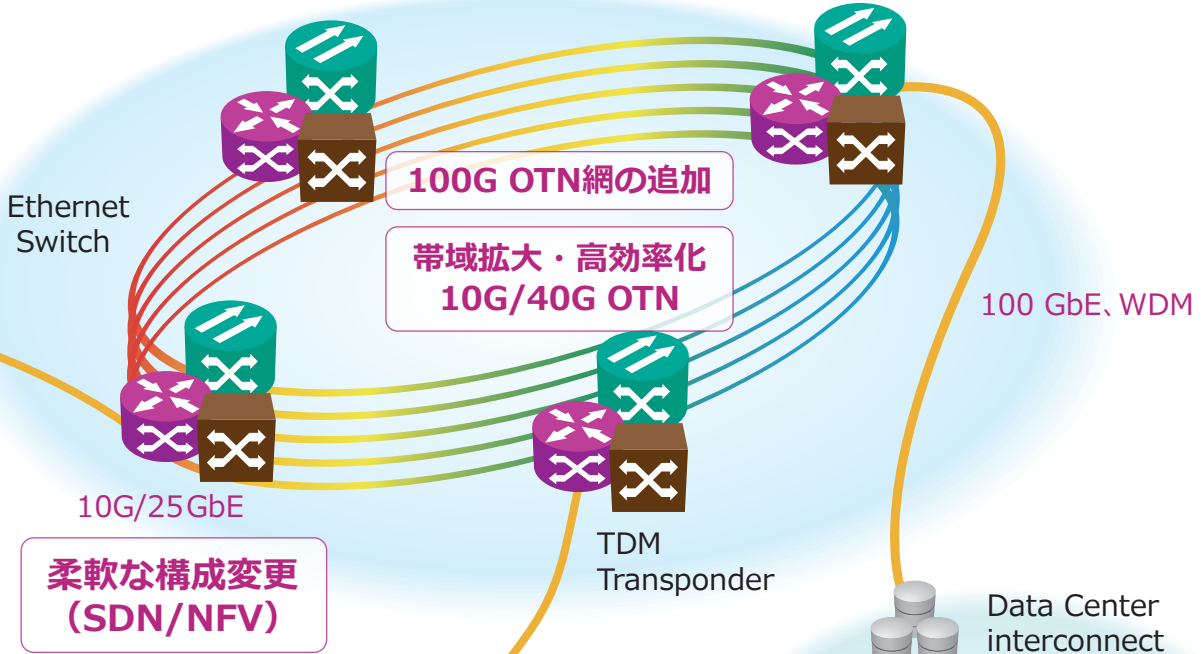 100G OTN網の追加
Ethernet
Switch
帯域拡大・高効率化
10G/40G OTN
100 GbE、WDM
10G/25GbE
柔軟な構成変更
（SDN/NFV）
TDM
Transponder
Data Center
interconnect